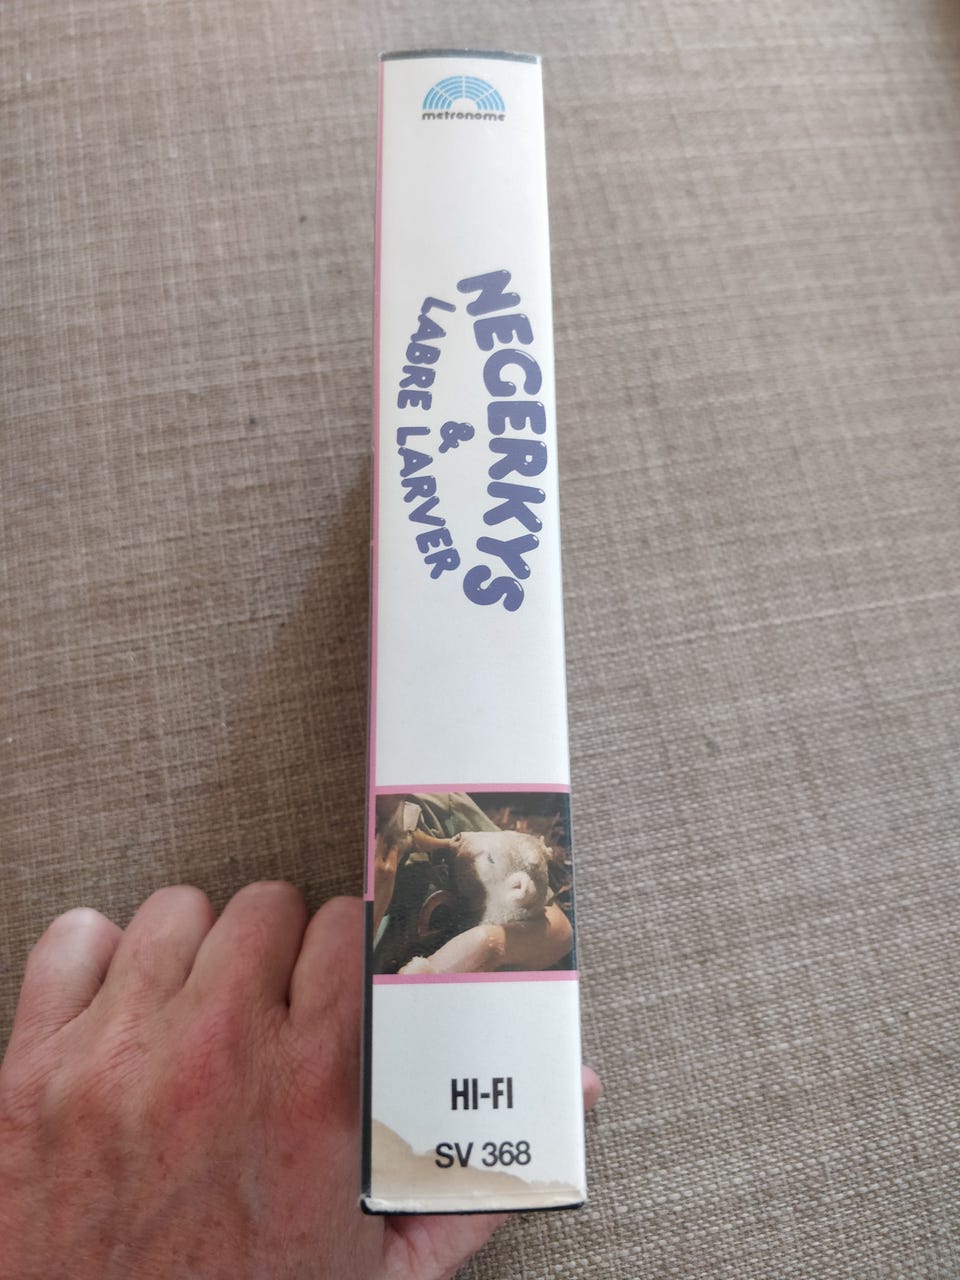 metronome
NEGERKYS
&
LABRE LARVER
HI-FI
SV 368